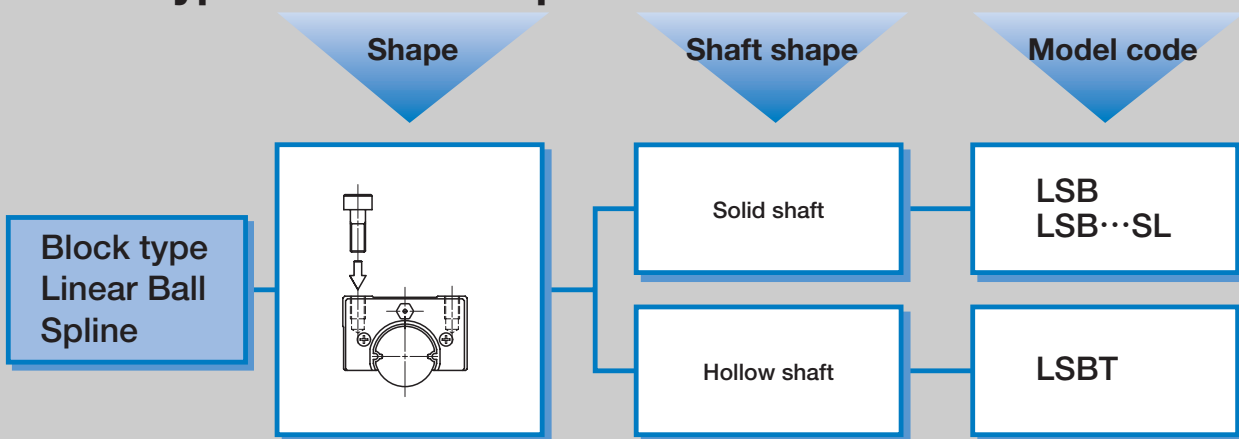 Shape
Shaft shape
Model code
Block type
Linear Ball
Spline
Solid shaft
LSB
LSB···SL
Hollow shaft
LSBT